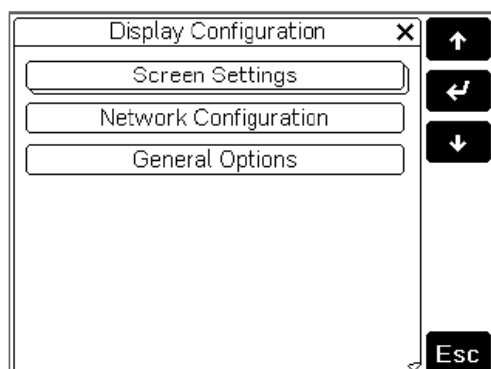 Display Configuration
Screen Settings
Network Configuration
General Options
Esc